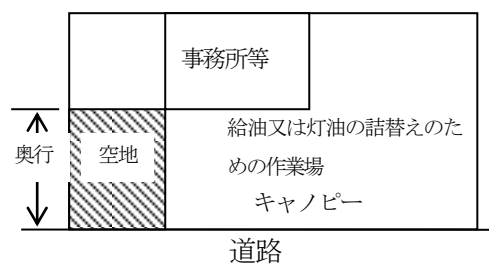 事務所等
給油又は灯油の詰替えのた
めの作業場
キャノピー
奥行
空地
道路